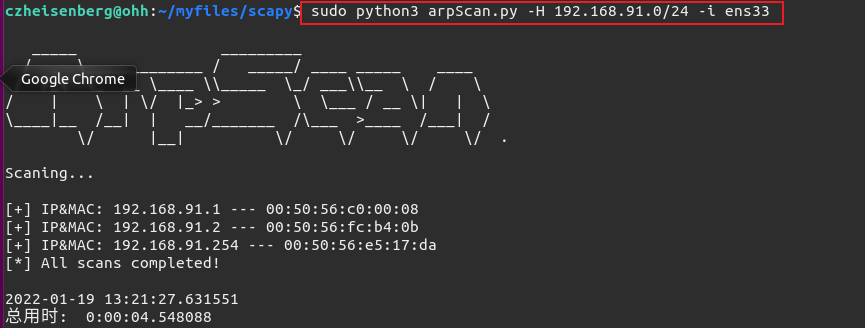 czheisenberg@ohh:~/myfiles/scapy$ sudo python3 arpScan.py -H 192.168.91.0/24 -i ens33
Google Chrome
Scaning...
[+] IP&MAC: 192.168.91.1 --- 00:50:56:c0:00:08
[+] IP&MAC: 192.168.91.2 --- 00:50:56:fc:b4:0b
[+] IP&MAC: 192.168.91.254 --- 00:50:56:e5:17:da
[*] All scans completed!
2022-01-19 13:21:27.631551
总用时: 0:00:04.548088